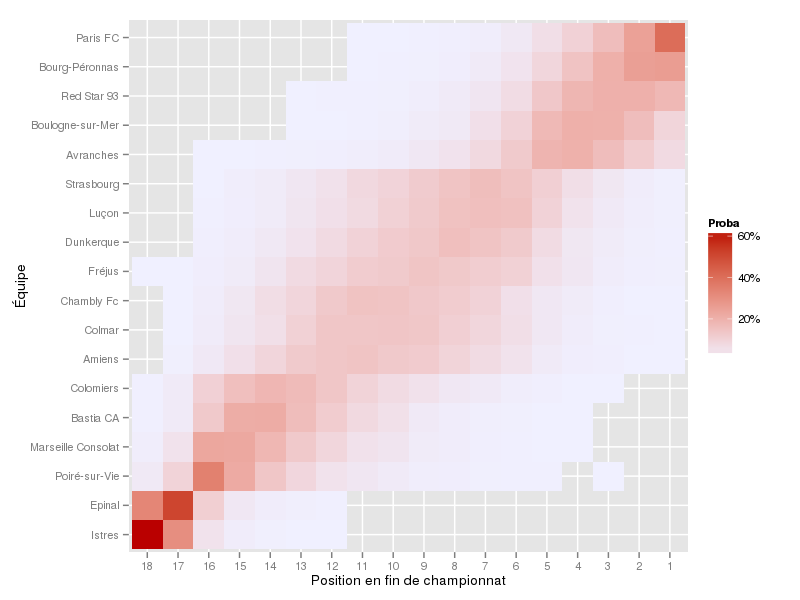 Paris FC
Bourg-Péronnas
Red Star 93
Boulogne-sur-Mer
Avranches
Strasbourg
Luçon
Dunkerque
Fréjus
Chambly Fc
Colmar
Amiens
Colomiers
Bastia CA
Marseille Consolat
Poiré-sur-Vie
Epinal
Istres
Équipe
18 17 16 15 14 13 12 11 10 9 8 7 6 5 4 3 2 1
Position en fin de championnat
Proba
60%
40%
20%